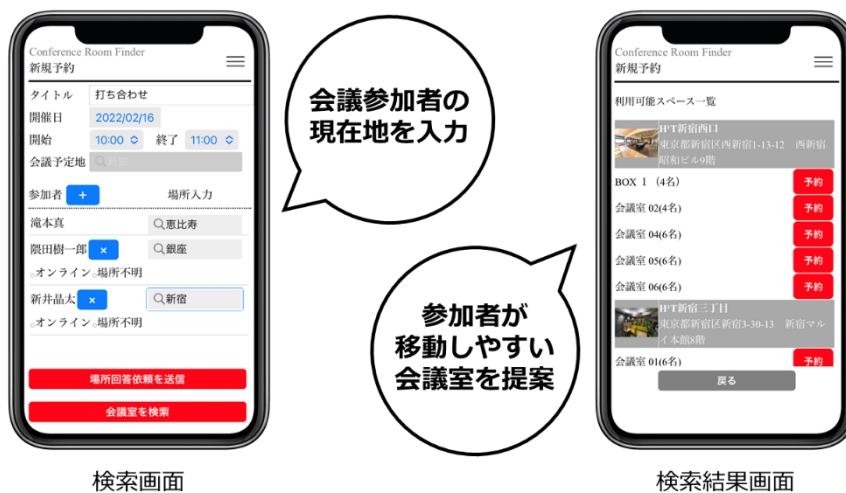 Conference Room Finder
新規予約
タイトル 打ち合わせ
開催日 2022/02/16
開始 10:00 終了 11:00
会議予定地 新宿
参加者 + 場所入力
滝本真 恵比寿
隈田樹一郎 × 銀座
オンライン 場所不明
新井晶太 × 新宿
オンライン 場所不明
場所回答依頼を送信
会議室を検索
検索画面
会議参加者の
現在地を入力
参加者が
移動しやすい
会議室を提案
Conference Room Finder
新規予約
利用可能スペース一覧
H¹T新宿西口
東京都新宿区西新宿1-13-12 西新宿
昭和ビル9階
BOX 1 (4名) 予約
会議室 02(4名) 予約
会議室 04(6名) 予約
会議室 05(6名) 予約
会議室 06(6名) 予約
H¹T新宿三丁目
東京都新宿区新宿3-30-13 新宿マル
イ本館8階
会議室 01(6名) 予約
戻る
検索結果画面